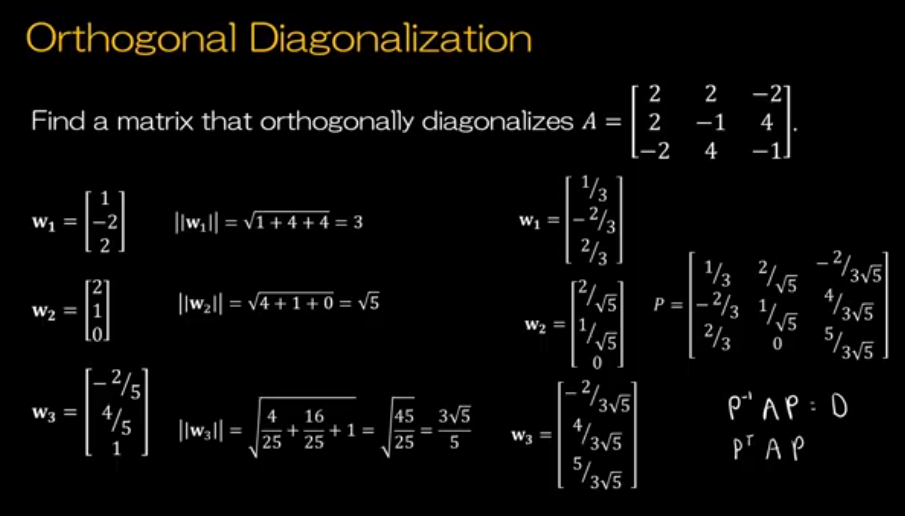 Orthogonal Diagonalization
Find a matrix that orthogonally diagonalizes A = [2 2 −2; 2 −1 4; −2 4 −1].
w₁ = [1; −2; 2] ||w₁|| = √(1 + 4 + 4) = 3 w₁ = [1/3; −2/3; 2/3]
w₂ = [2; 1; 0] ||w₂|| = √(4 + 1 + 0) = √5 w₂ = [2/√5; 1/√5; 0]
P = [1/3 2/√5 −2/3√5; −2/3 1/√5 4/3√5; 2/3 0 5/3√5]
w₃ = [−2/5; 4/5; 1] ||w₃|| = √(4/25 + 16/25 + 1) = √(45/25) = 3√5/5 w₃ = [−2/3√5; 4/3√5; 5/3√5]
P⁻¹ A P = D
Pᵀ A P